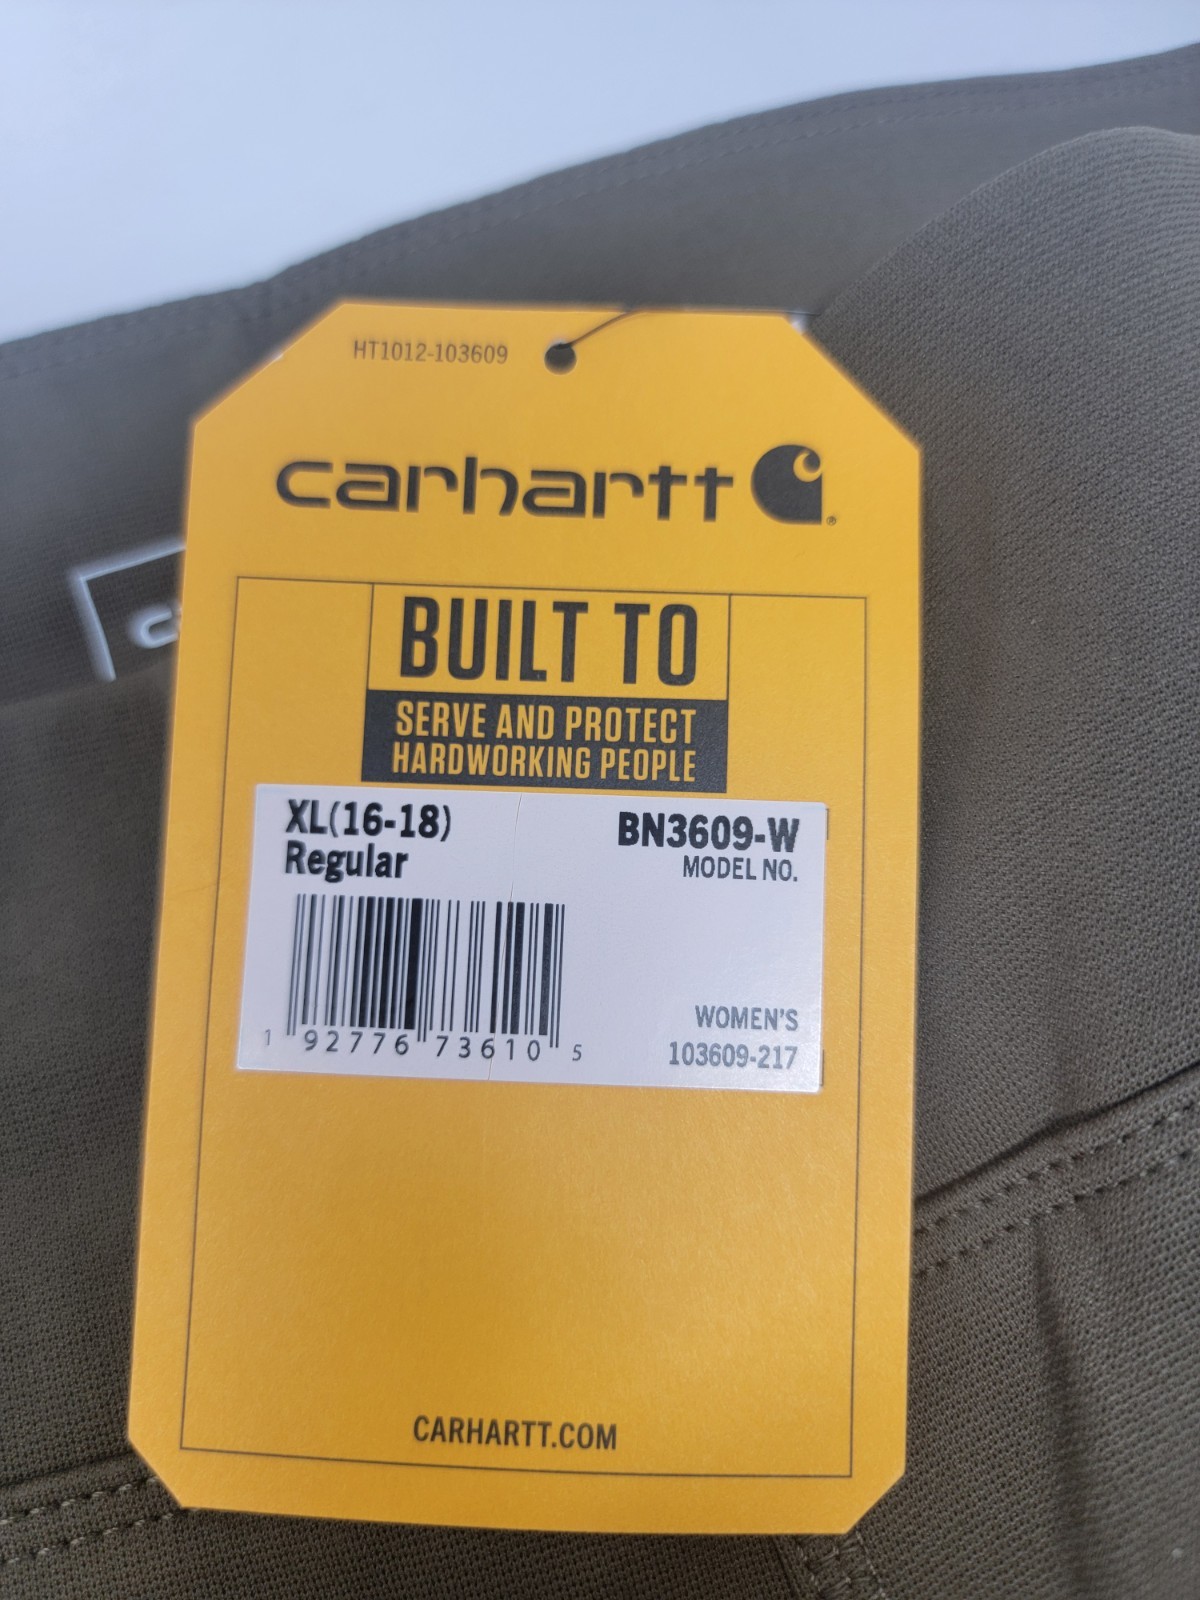 HT1012-103609
carhartt
BUILT TO
SERVE AND PROTECT
HARDWORKING PEOPLE
XL(16-18)
Regular
BN3609-W
MODEL NO.
WOMEN'S
103609-217
1 92776 73610 5
CARHARTT.COM